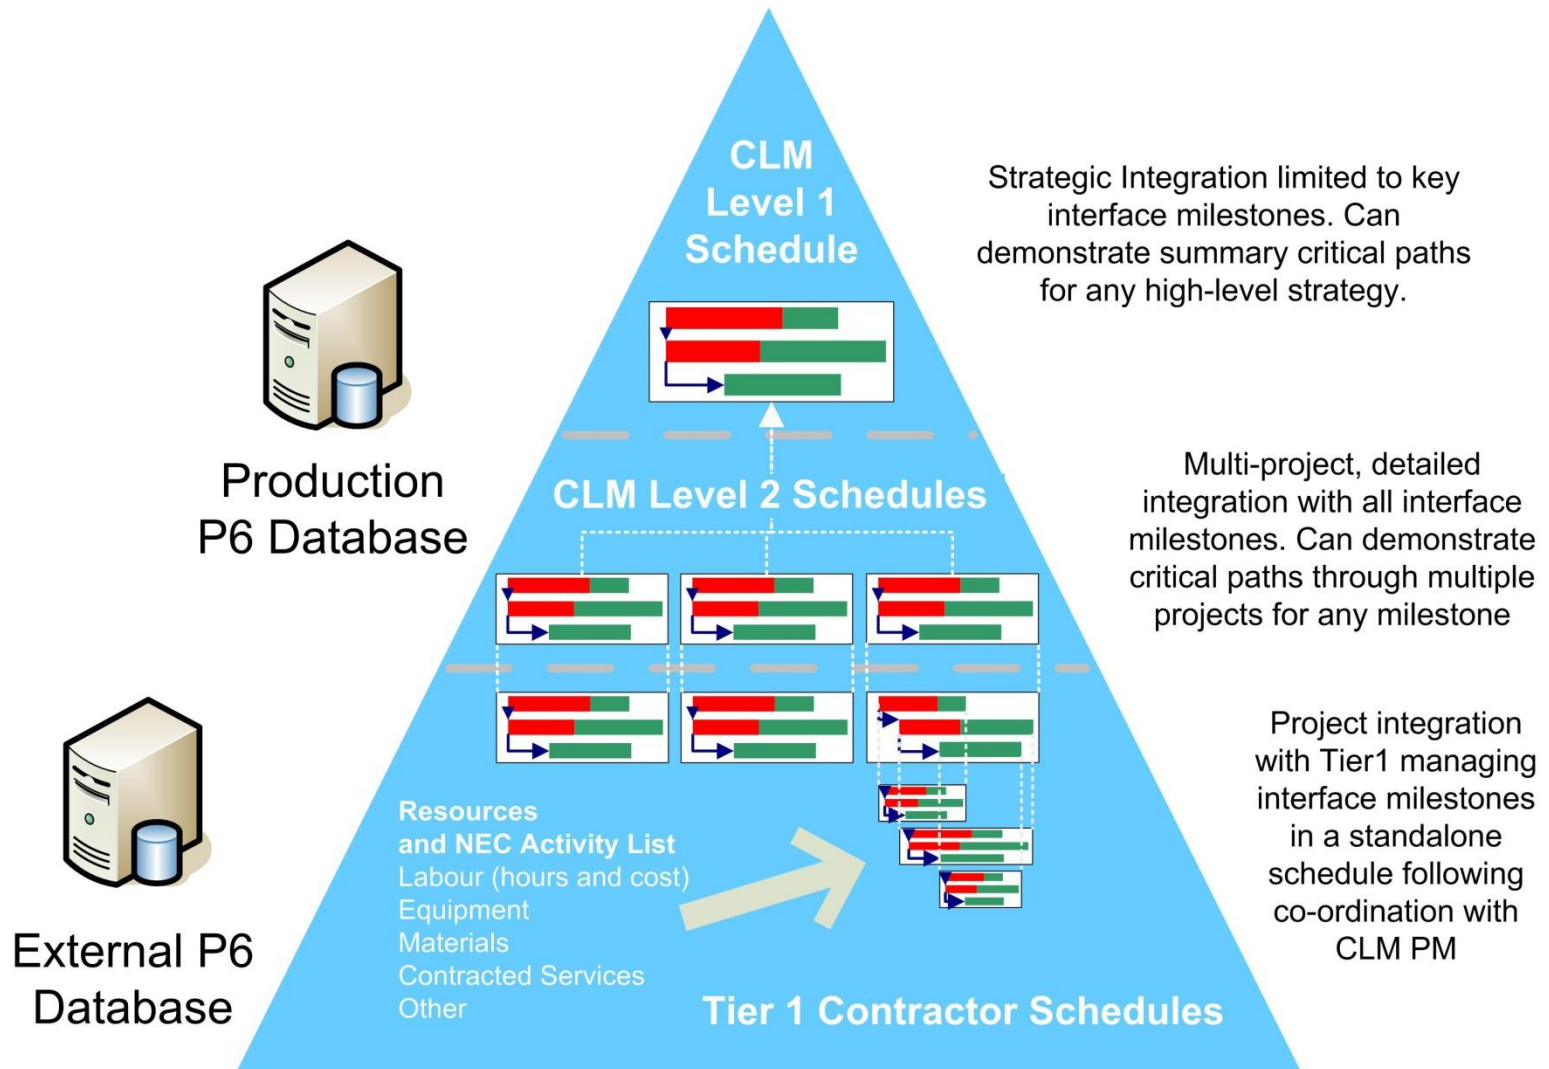 CLM
Level 1
Schedule
Strategic Integration limited to key
interface milestones. Can
demonstrate summary critical paths
for any high-level strategy.
Production
P6 Database
CLM Level 2 Schedules
Multi-project, detailed
integration with all interface
milestones. Can demonstrate
critical paths through multiple
projects for any milestone
External P6
Database
Resources
and NEC Activity List
Labour (hours and cost)
Equipment
Materials
Contracted Services
Other
Tier 1 Contractor Schedules
Project integration
with Tier1 managing
interface milestones
in a standalone
schedule following
co-ordination with
CLM PM